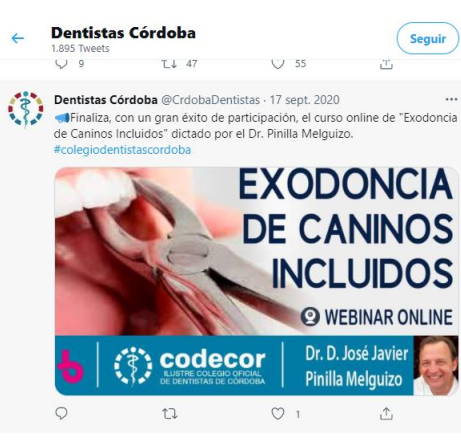 Dentistas Córdoba
1.895 Tweets
Seguir
9 47 55
Dentistas Córdoba @CrdobaDentistas · 17 sept. 2020
Finaliza, con un gran éxito de participación, el curso online de "Exodoncia
de Caninos Incluidos" dictado por el Dr. Pinilla Melguizo.
#colegiodentistascordoba
EXODONCIA
DE CANINOS
INCLUIDOS
WEBINAR ONLINE
b
codecor
ILUSTRE COLEGIO OFICIAL
DE DENTISTAS DE CÓRDOBA
Dr. D. José Javier
Pinilla Melguizo
1